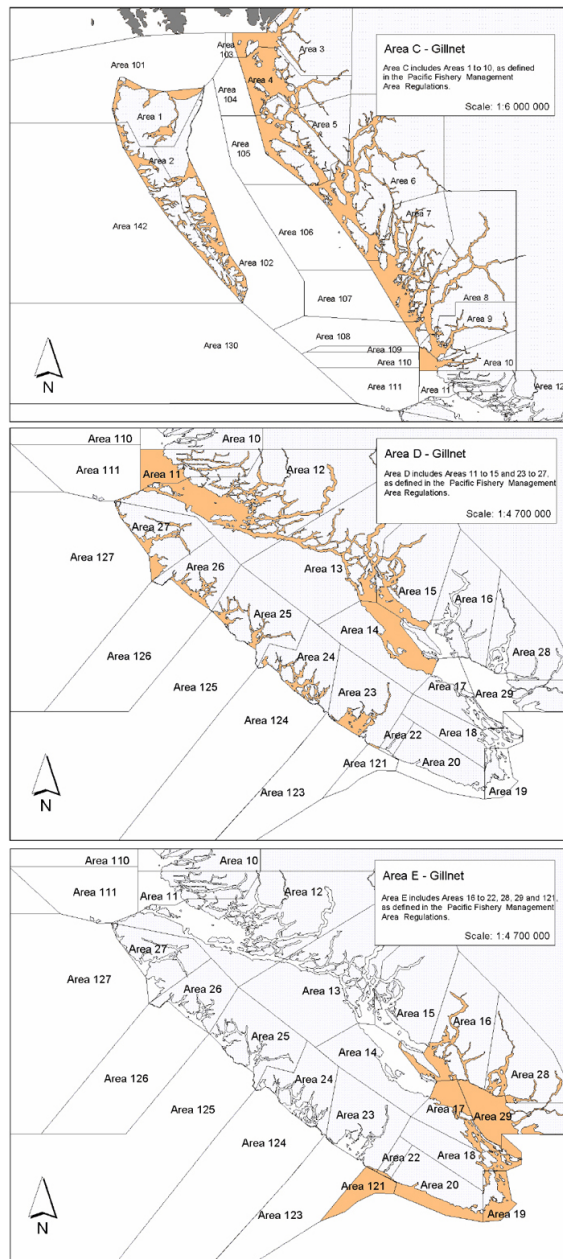 Area C - Gillnet
Area C includes Areas 1 to 10, as defined
in the Pacific Fishery Management
Area Regulations.
Scale: 1:6 000 000
Area
103
Area 3
Area 101
Area 4
Area
104
Area 1
Area 5
Area 2
Area
105
Area 6
Area 7
Area 142
Area 106
Area 102
Area 107
Area 8
Area 9
Area 108
Area 130
Area 109
Area 110
Area 10
Area 111
Area 11
Area 12
N
Area 110
Area 10
Area D - Gillnet
Area D includes Areas 11 to 15 and 23 to 27,
as defined in the Pacific Fishery Management
Area Regulations.
Scale: 1:4 700 000
Area 111
Area 11
Area 12
Area 27
Area 127
Area 26
Area 13
Area 15
Area 16
Area 25
Area 14
Area 28
Area 126
Area 24
Area 125
Area 17
Area 29
Area 124
Area 23
Area 18
Area 22
Area 121
Area 20
Area 123
Area 19
N
Area 110
Area 10
Area E - Gillnet
Area E includes Areas 16 to 22, 28, 29 and 121,
as defined in the Pacific Fishery Management
Area Regulations.
Scale: 1:4 700 000
Area 111
Area 11
Area 12
Area 27
Area 127
Area 26
Area 13
Area 15
Area 16
Area 25
Area 14
Area 28
Area 126
Area 24
Area 125
Area 17
Area 29
Area 124
Area 23
Area 18
Area 22
Area 121
Area 20
Area 123
Area 19
N